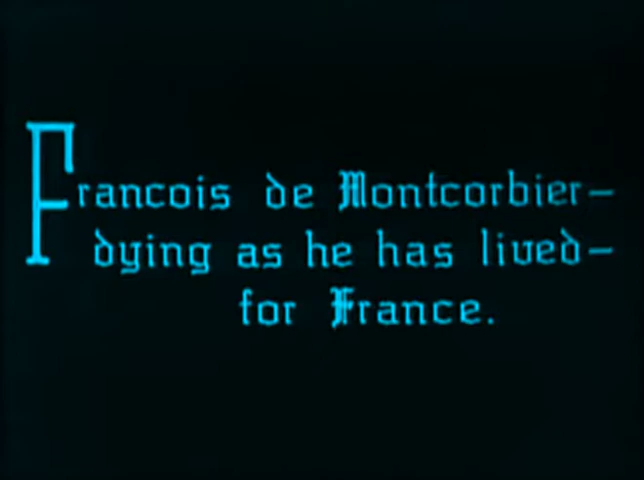 Francois de Montcorbier—
dying as he has lived—
for France.